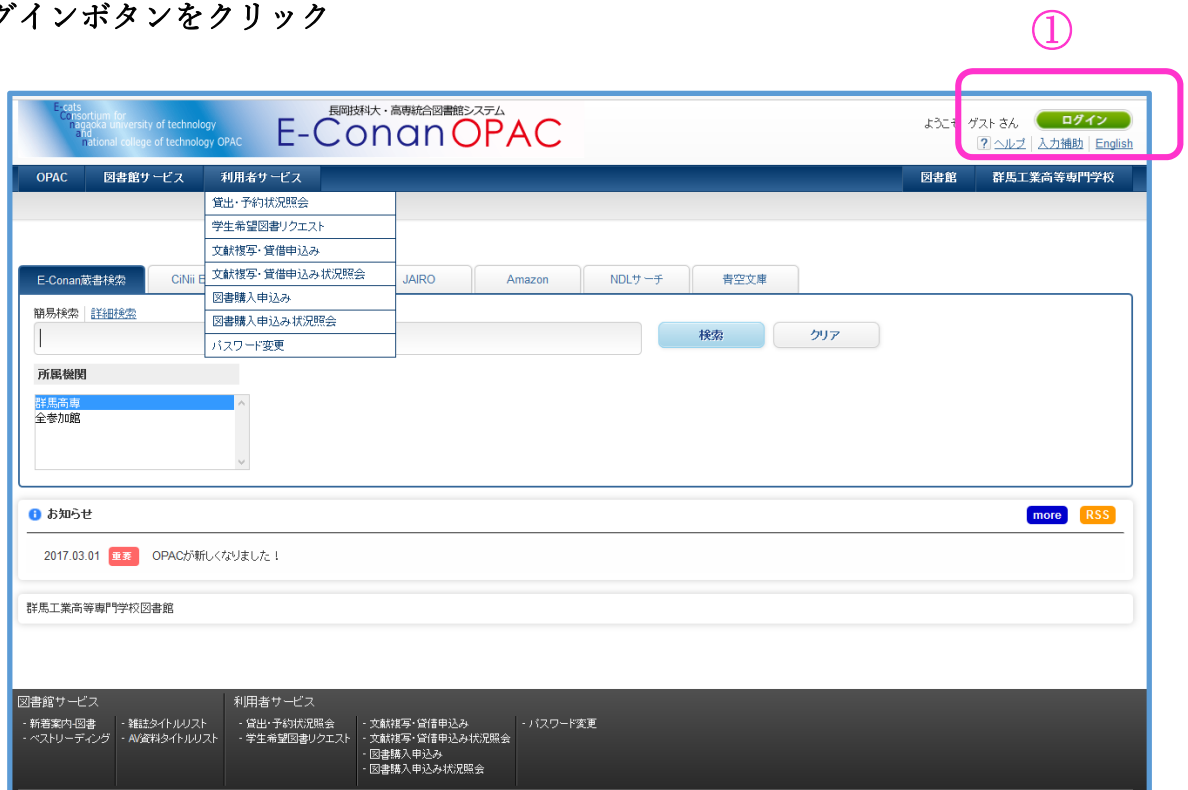 グインボタンをクリック
①
E-cats
Consortium for
nagaoka university of technology
and
national college of technology OPAC
長岡技科大・高専統合図書館システム
E-Conan OPAC
ようこそ ゲスト さん ログイン
? ヘルプ 入力補助 English
OPAC 図書館サービス 利用者サービス 図書館 群馬工業高等専門学校
貸出・予約状況照会
学生希望図書リクエスト
文献複写・貸借申込み
文献複写・貸借申込み状況照会
図書購入申込み
図書購入申込み状況照会
パスワード変更
E-Conan蔵書検索 CiNii JAIRO Amazon NDLサーチ 青空文庫
簡易検索 詳細検索
検索 クリア
所属機関
群馬高専
全参加館
お知らせ more RSS
2017.03.01 重要 OPACが新しくなりました！
群馬工業高等専門学校図書館
図書館サービス 利用者サービス
- 新着案内・図書 - 雑誌タイトルリスト - 貸出・予約状況照会 - 文献複写・貸借申込み - パスワード変更
- ベストリーディング - AV資料タイトルリスト - 学生希望図書リクエスト - 文献複写・貸借申込み状況照会
- 図書購入申込み
- 図書購入申込み状況照会